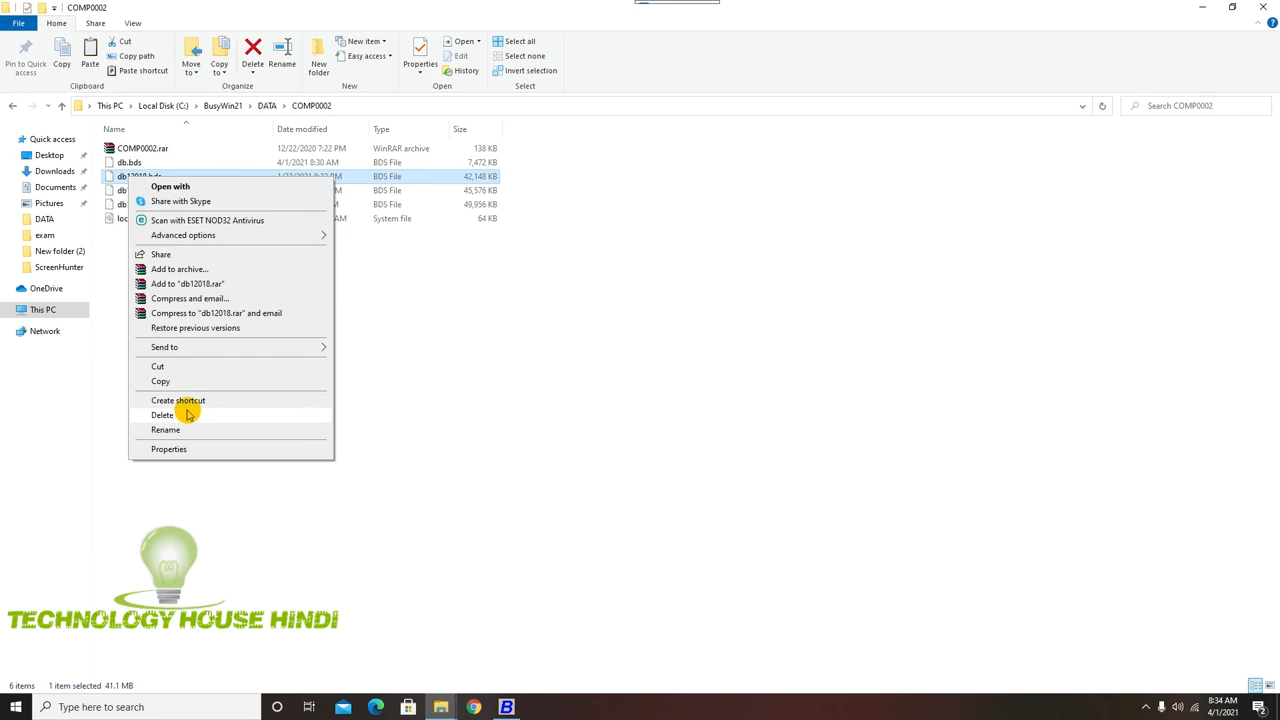 COMP0002
File Home Share View
Pin to Quick access
Copy
Paste
Cut
Copy path
Paste shortcut
Clipboard
Move to
Copy to
Delete
Rename
Organize
New folder
New item
Easy access
New
Properties
Open
Edit
History
Open
Select all
Select none
Invert selection
Select
This PC Local Disk (C:) BusyWin21 DATA COMP0002
Search COMP0002
Name Date modified Type Size
COMP0002.rar 12/22/2020 7:22 PM WinRAR archive 138 KB
db.bds 4/1/2021 8:30 AM BDS File 7,472 KB
BDS File 42,148 KB
BDS File 45,576 KB
BDS File 49,956 KB
System file 64 KB
Quick access
Desktop
Downloads
Documents
Pictures
DATA
exam
New folder (2)
ScreenHunter
OneDrive
This PC
Network
Open with
Share with Skype
Scan with ESET NOD32 Antivirus
Advanced options
Share
Add to archive...
Add to "db12018.rar"
Compress and email...
Compress to "db12018.rar" and email
Restore previous versions
Send to
Cut
Copy
Create shortcut
Delete
Rename
Properties
TECHNOLOGY HOUSE HINDI
6 items 1 item selected 41.1 MB
Type here to search
8:34 AM
4/1/2021